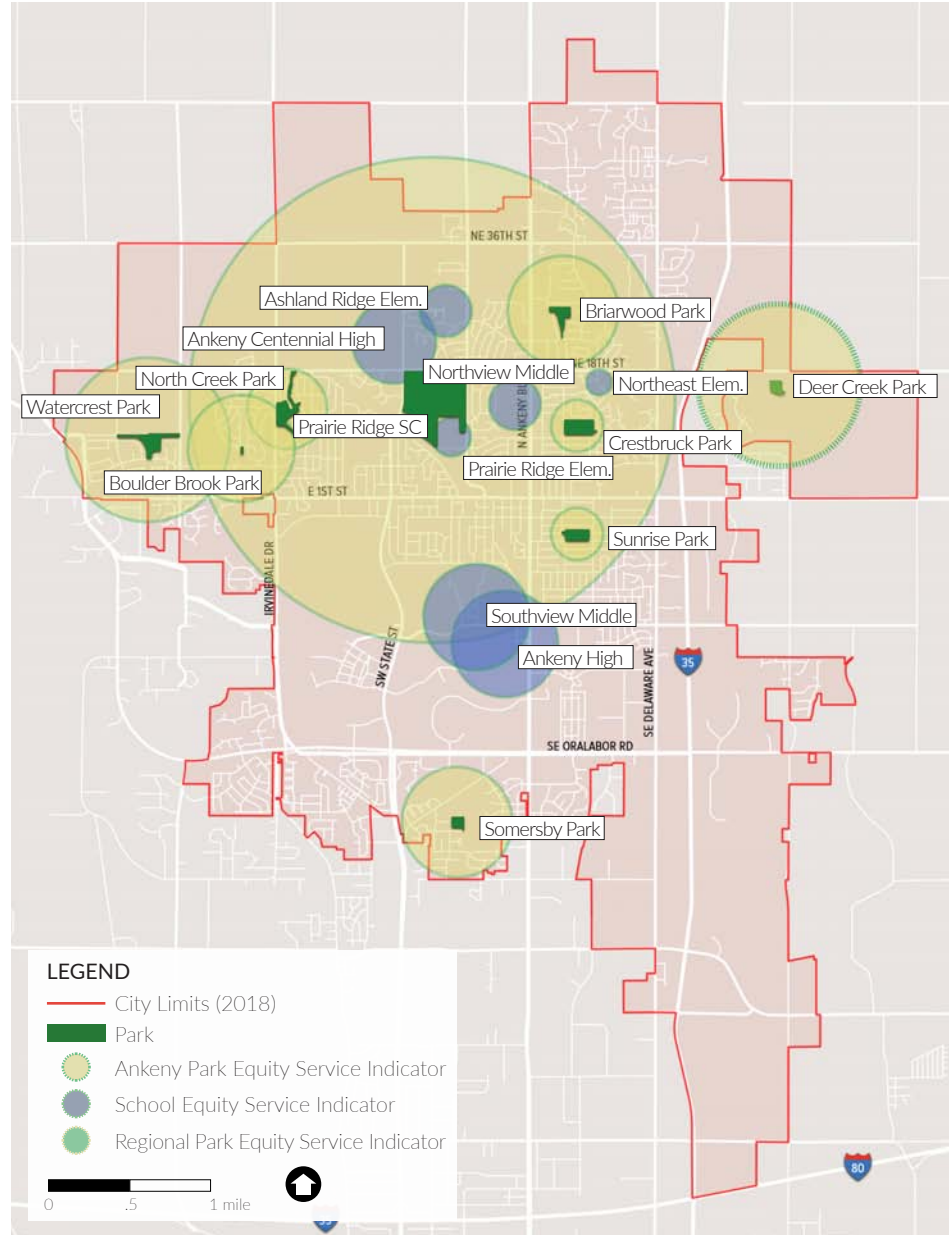 NE 36TH ST
Ashland Ridge Elem.
Briarwood Park
Ankeny Centennial High
NE 18TH ST
Northview Middle
North Creek Park
Northeast Elem.
Deer Creek Park
Watercrest Park
N ANKENY BL
Prairie Ridge SC
Crestbruck Park
Prairie Ridge Elem.
Boulder Brook Park
E 1ST ST
Sunrise Park
IRVINEDALE DR
Southview Middle
SW STATE ST
Ankeny High
35
SE DELAWARE AVE
SE ORALABOR RD
Somersby Park
LEGEND
City Limits (2018)
Park
Ankeny Park Equity Service Indicator
School Equity Service Indicator
Regional Park Equity Service Indicator
0 .5 1 mile
80
35